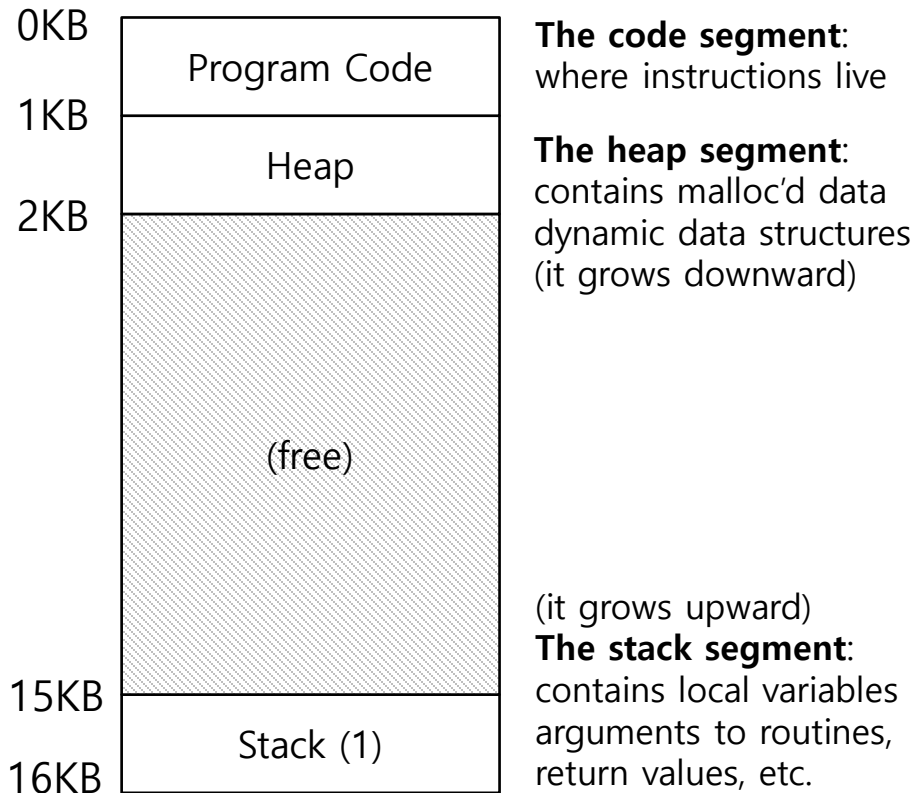 0KB
Program Code
1KB
Heap
2KB
(free)
15KB
Stack (1)
16KB
The code segment:
where instructions live
The heap segment:
contains malloc’d data
dynamic data structures
(it grows downward)
(it grows upward)
The stack segment:
contains local variables
arguments to routines,
return values, etc.